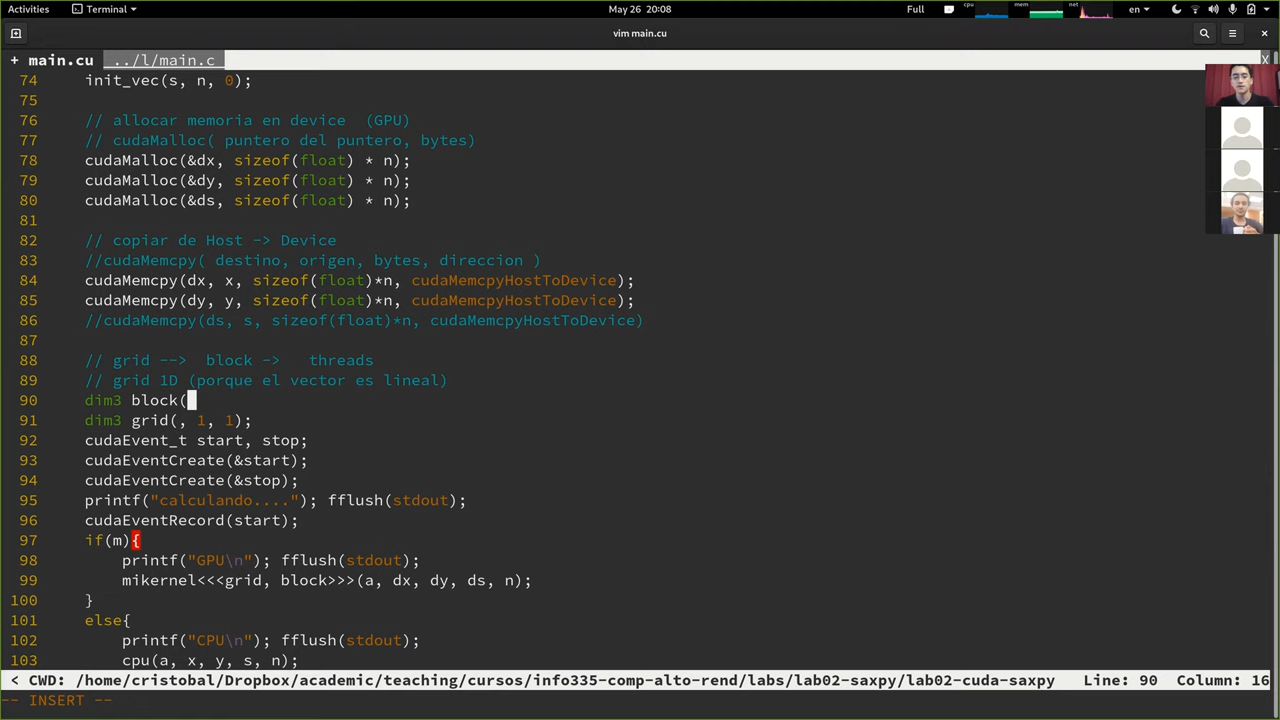 Activities Terminal May 26 20:08 Full cpu mem net en
vim main.cu
+ main.cu ../l/main.c X
74 init_vec(s, n, 0);
75
76 // allocar memoria en device (GPU)
77 // cudaMalloc( puntero del puntero, bytes)
78 cudaMalloc(&dx, sizeof(float) * n);
79 cudaMalloc(&dy, sizeof(float) * n);
80 cudaMalloc(&ds, sizeof(float) * n);
81
82 // copiar de Host -> Device
83 //cudaMemcpy( destino, origen, bytes, direccion )
84 cudaMemcpy(dx, x, sizeof(float)*n, cudaMemcpyHostToDevice);
85 cudaMemcpy(dy, y, sizeof(float)*n, cudaMemcpyHostToDevice);
86 //cudaMemcpy(ds, s, sizeof(float)*n, cudaMemcpyHostToDevice)
87
88 // grid --> block -> threads
89 // grid 1D (porque el vector es lineal)
90 dim3 block(
91 dim3 grid(, 1, 1);
92 cudaEvent_t start, stop;
93 cudaEventCreate(&start);
94 cudaEventCreate(&stop);
95 printf("calculando...."); fflush(stdout);
96 cudaEventRecord(start);
97 if(m){
98 printf("GPU\n"); fflush(stdout);
99 mikernel<<<grid, block>>>(a, dx, dy, ds, n);
100 }
101 else{
102 printf("CPU\n"); fflush(stdout);
103 cpu(a, x, y, s, n);
< CWD: /home/cristobal/Dropbox/academic/teaching/cursos/info335-comp-alto-rend/labs/lab02-saxpy/lab02-cuda-saxpy Line: 90 Column: 16
-- INSERT --